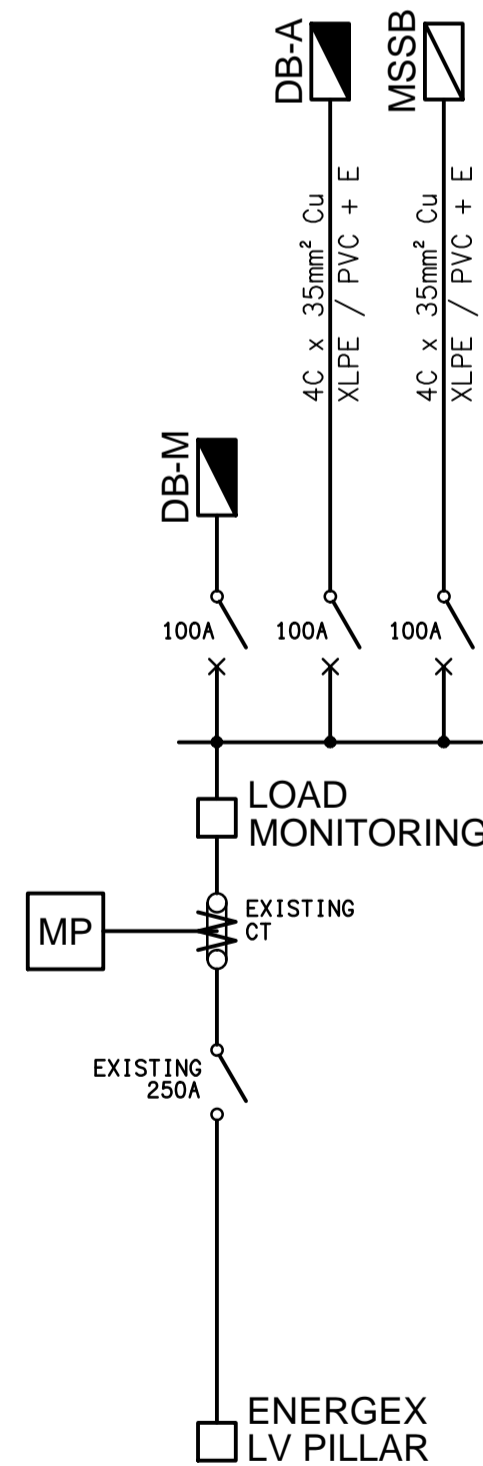 DB-A
MSSB
4C x 35mm² Cu
XLPE / PVC + E
4C x 35mm² Cu
XLPE / PVC + E
DB-M
100A
100A
100A
LOAD
MONITORING
EXISTING
CT
MP
EXISTING
250A
ENERGEX
LV PILLAR